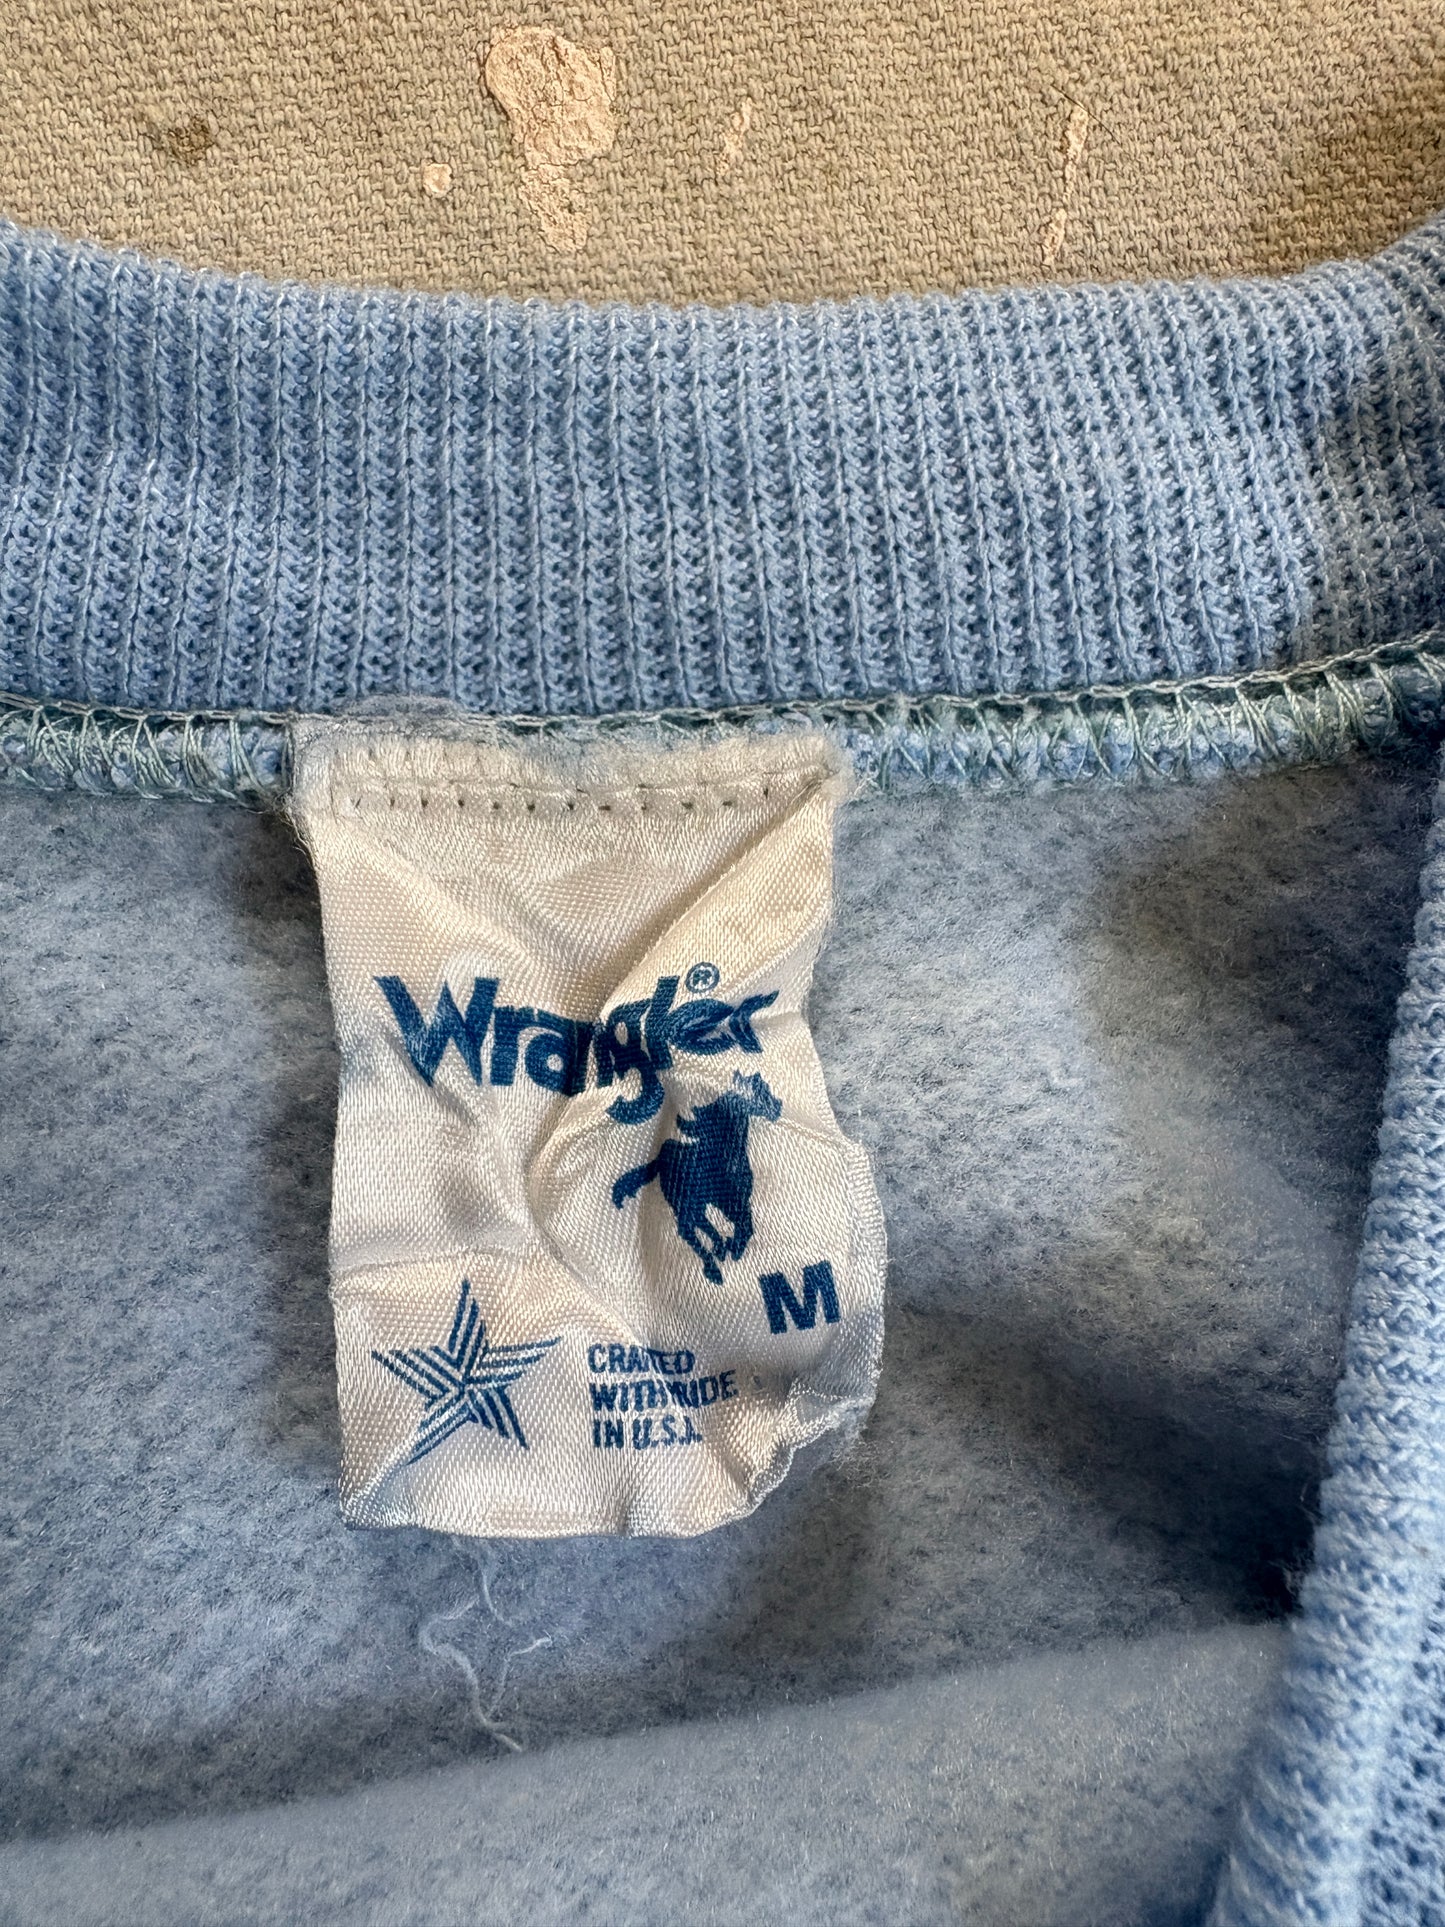 Wrangler®
M
CRAFTED
WITH PRIDE
IN U.S.A.